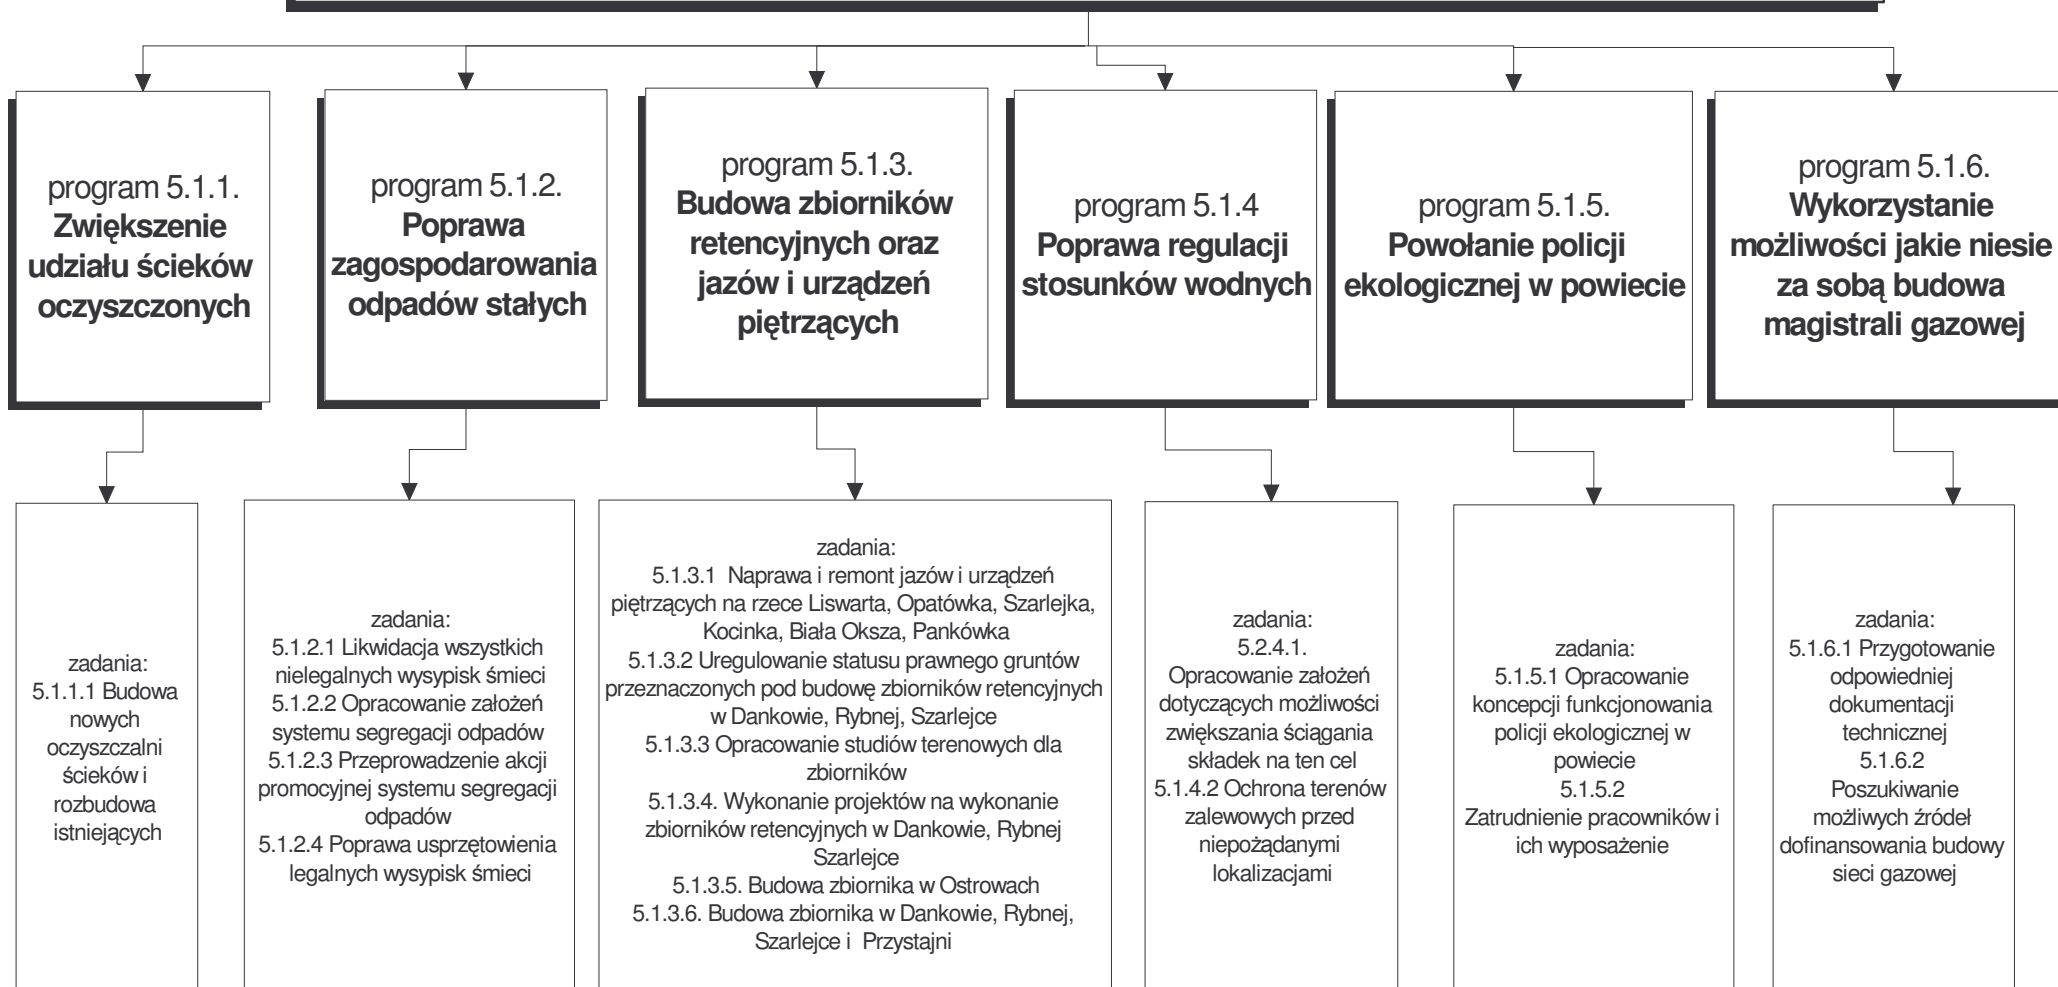 program 5.1.1.
Zwiększenie
udziału ścieków
oczyszczonych
program 5.1.2.
Poprawa
zagospodarowania
odpadów stałych
program 5.1.3.
Budowa zbiorników
retencyjnych oraz
jazów i urządzeń
piętrzących
program 5.1.4
Poprawa regulacji
stosunków wodnych
program 5.1.5.
Powołanie policji
ekologicznej w powiecie
program 5.1.6.
Wykorzystanie
możliwości jakie niesie
za sobą budowa
magistrali gazowej
zadania:
5.1.1.1 Budowa
nowych
oczyszczalni
ścieków i
rozbudowa
istniejących
zadania:
5.1.2.1 Likwidacja wszystkich
nielegalnych wysypisk śmieci
5.1.2.2 Opracowanie założeń
systemu segregacji odpadów
5.1.2.3 Przeprowadzenie akcji
promocyjnej systemu segregacji
odpadów
5.1.2.4 Poprawa usprzętowienia
legalnych wysypisk śmieci
zadania:
5.1.3.1  Naprawa i remont jazów i urządzeń
piętrzących na rzece Liswarta, Opatówka, Szarlejka,
Kocinka, Biała Oksza, Pankówka
5.1.3.2 Uregulowanie statusu prawnego gruntów
przeznaczonych pod budowę zbiorników retencyjnych
w Dankowie, Rybnej, Szarlejce
5.1.3.3 Opracowanie studiów terenowych dla
zbiorników
5.1.3.4. Wykonanie projektów na wykonanie
zbiorników retencyjnych w Dankowie, Rybnej
Szarlejce
5.1.3.5. Budowa zbiornika w Ostrowach
5.1.3.6. Budowa zbiornika w Dankowie, Rybnej,
Szarlejce i  Przystajni
zadania:
5.2.4.1.
Opracowanie założeń
dotyczących możliwości
zwiększania ściągania
składek na ten cel
5.1.4.2 Ochrona terenów
zalewowych przed
niepożądanymi
lokalizacjami
zadania:
5.1.5.1 Opracowanie
koncepcji funkcjonowania
policji ekologicznej w
powiecie
5.1.5.2
Zatrudnienie pracowników i
ich wyposażenie
zadania:
5.1.6.1 Przygotowanie
odpowiedniej
dokumentacji
technicznej
5.1.6.2
Poszukiwanie
możliwych źródeł
dofinansowania budowy
sieci gazowej